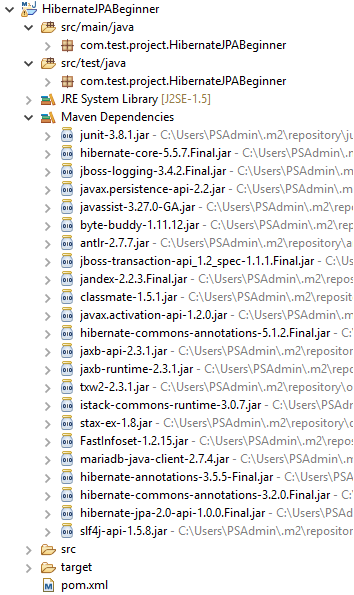 HibernateJPABeginner
src/main/java
com.test.project.HibernateJPABeginner
src/test/java
com.test.project.HibernateJPABeginner
JRE System Library [J2SE-1.5]
Maven Dependencies
junit-3.8.1.jar - C:\Users\PSAdmin\.m2\repository\ju
hibernate-core-5.5.7.Final.jar - C:\Users\PSAdmin\.
jboss-logging-3.4.2.Final.jar - C:\Users\PSAdmin\.m
javax.persistence-api-2.2.jar - C:\Users\PSAdmin\.m
javassist-3.27.0-GA.jar - C:\Users\PSAdmin\.m2\rep
byte-buddy-1.11.12.jar - C:\Users\PSAdmin\.m2\rep
antlr-2.7.7.jar - C:\Users\PSAdmin\.m2\repository\a
jboss-transaction-api_1.2_spec-1.1.1.Final.jar - C:\U
jandex-2.2.3.Final.jar - C:\Users\PSAdmin\.m2\repo
classmate-1.5.1.jar - C:\Users\PSAdmin\.m2\reposit
javax.activation-api-1.2.0.jar - C:\Users\PSAdmin\.m
hibernate-commons-annotations-5.1.2.Final.jar - C:
jaxb-api-2.3.1.jar - C:\Users\PSAdmin\.m2\repositor
jaxb-runtime-2.3.1.jar - C:\Users\PSAdmin\.m2\rep
txw2-2.3.1.jar - C:\Users\PSAdmin\.m2\repository\o
istack-commons-runtime-3.0.7.jar - C:\Users\PSAdm
stax-ex-1.8.jar - C:\Users\PSAdmin\.m2\repository\
FastInfoset-1.2.15.jar - C:\Users\PSAdmin\.m2\repo
mariadb-java-client-2.7.4.jar - C:\Users\PSAdmin\.m
hibernate-annotations-3.5.5-Final.jar - C:\Users\PSA
hibernate-commons-annotations-3.2.0.Final.jar - C:
hibernate-jpa-2.0-api-1.0.0.Final.jar - C:\Users\PSAd
slf4j-api-1.5.8.jar - C:\Users\PSAdmin\.m2\reposito
src
target
pom.xml